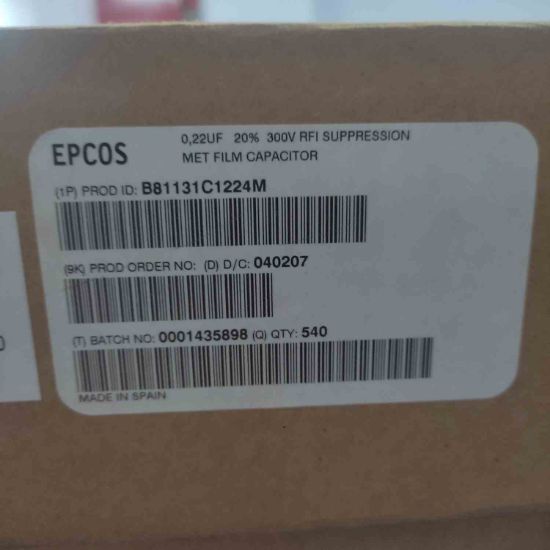 EPCOS
0,22UF 20% 300V RFI SUPPRESSION
MET FILM CAPACITOR
(1P) PROD ID: B81131C1224M
(9K) PROD ORDER NO: (D) D/C: 040207
(T) BATCH NO: 0001435898 (Q) QTY: 540
MADE IN SPAIN
0